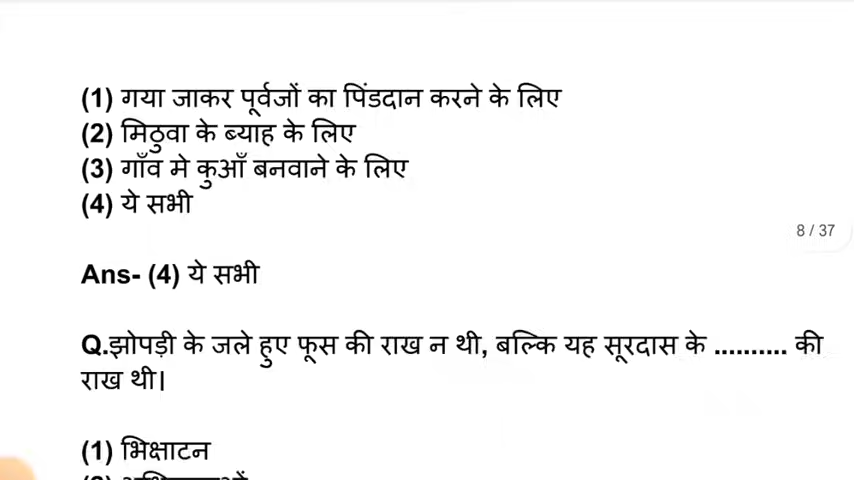 (1) गया जाकर पूर्वजों का पिंडदान करने के लिए
(2) मिठुवा के ब्याह के लिए
(3) गाँव मे कुआँ बनवाने के लिए
(4) ये सभी
8 / 37
Ans- (4) ये सभी
Q.झोपड़ी के जले हुए फूस की राख न थी, बल्कि यह सूरदास के .......... की
राख थी।
(1) भिक्षाटन